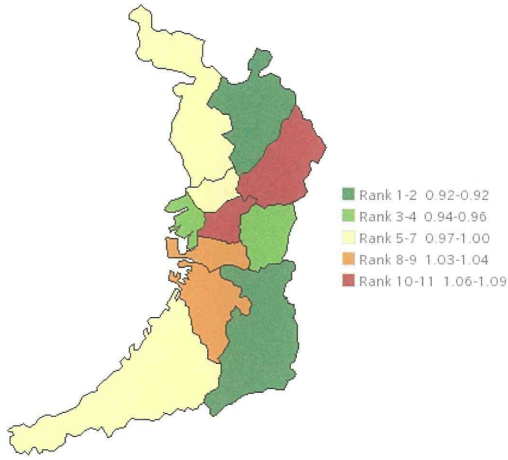 Rank 1-2 0.92-0.92
Rank 3-4 0.94-0.96
Rank 5-7 0.97-1.00
Rank 8-9 1.03-1.04
Rank 10-11 1.06-1.09